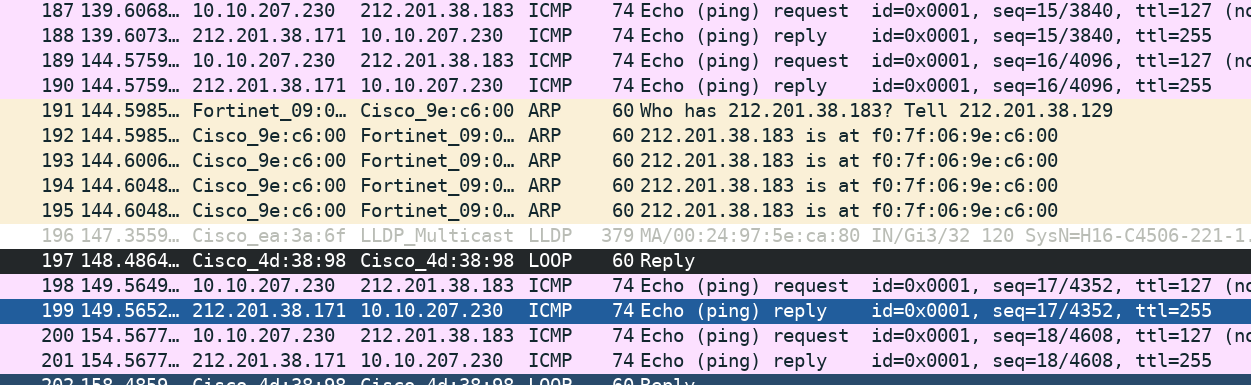 187 139.6068… 10.10.207.230 212.201.38.183 ICMP 74 Echo (ping) request id=0x0001, seq=15/3840, ttl=127 (no
188 139.6073… 212.201.38.171 10.10.207.230 ICMP 74 Echo (ping) reply id=0x0001, seq=15/3840, ttl=255
189 144.5759… 10.10.207.230 212.201.38.183 ICMP 74 Echo (ping) request id=0x0001, seq=16/4096, ttl=127 (no
190 144.5759… 212.201.38.171 10.10.207.230 ICMP 74 Echo (ping) reply id=0x0001, seq=16/4096, ttl=255
191 144.5985… Fortinet_09:0… Cisco_9e:c6:00 ARP 60 Who has 212.201.38.183? Tell 212.201.38.129
192 144.5985… Cisco_9e:c6:00 Fortinet_09:0… ARP 60 212.201.38.183 is at f0:7f:06:9e:c6:00
193 144.6006… Cisco_9e:c6:00 Fortinet_09:0… ARP 60 212.201.38.183 is at f0:7f:06:9e:c6:00
194 144.6048… Cisco_9e:c6:00 Fortinet_09:0… ARP 60 212.201.38.183 is at f0:7f:06:9e:c6:00
195 144.6048… Cisco_9e:c6:00 Fortinet_09:0… ARP 60 212.201.38.183 is at f0:7f:06:9e:c6:00
196 147.3559… Cisco_ea:3a:6f LLDP_Multicast LLDP 379 MA/00:24:97:5e:ca:80 IN/Gi3/32 120 SysN=H16-C4506-221-1.
197 148.4864… Cisco_4d:38:98 Cisco_4d:38:98 LOOP 60 Reply
198 149.5649… 10.10.207.230 212.201.38.183 ICMP 74 Echo (ping) request id=0x0001, seq=17/4352, ttl=127 (no
199 149.5652… 212.201.38.171 10.10.207.230 ICMP 74 Echo (ping) reply id=0x0001, seq=17/4352, ttl=255
200 154.5677… 10.10.207.230 212.201.38.183 ICMP 74 Echo (ping) request id=0x0001, seq=18/4608, ttl=127 (no
201 154.5677… 212.201.38.171 10.10.207.230 ICMP 74 Echo (ping) reply id=0x0001, seq=18/4608, ttl=255
202 158.4859… Cisco_4d:38:98 Cisco_4d:38:98 LOOP 60 Reply